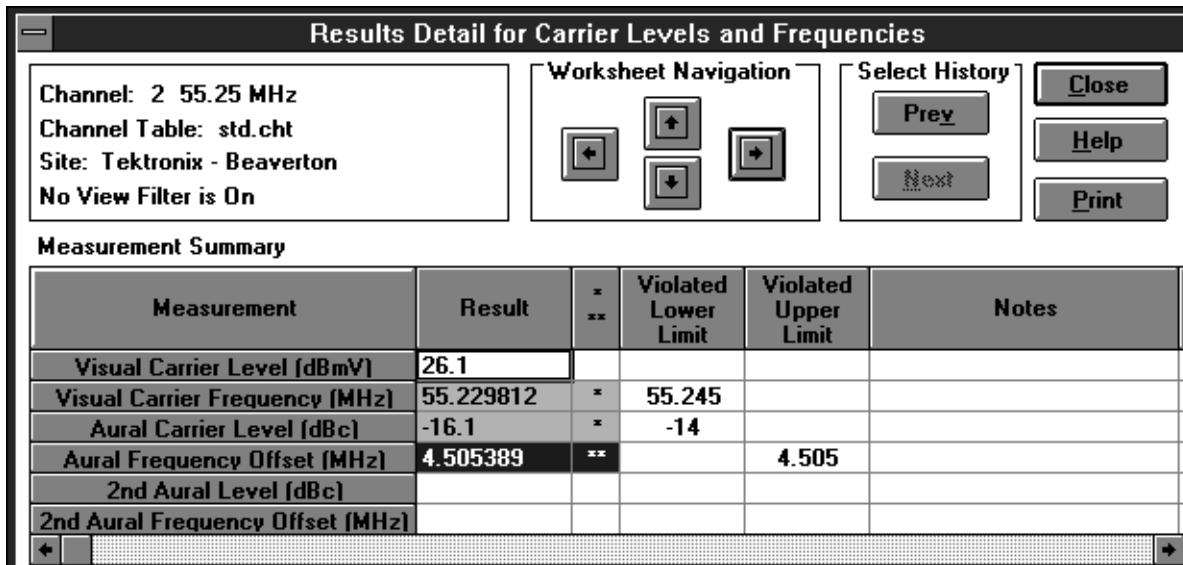 Results Detail for Carrier Levels and Frequencies
Channel: 2 55.25 MHz
Channel Table: std.cht
Site: Tektronix - Beaverton
No View Filter is On
Worksheet Navigation
Select History
Prev
Next
Close
Help
Print
Measurement Summary
Measurement Result * ** Violated Lower Limit Violated Upper Limit Notes
Visual Carrier Level (dBmV) 26.1
Visual Carrier Frequency (MHz) 55.229812 * 55.245
Aural Carrier Level (dBc) -16.1 * -14
Aural Frequency Offset (MHz) 4.505389 ** 4.505
2nd Aural Level (dBc)
2nd Aural Frequency Offset (MHz)